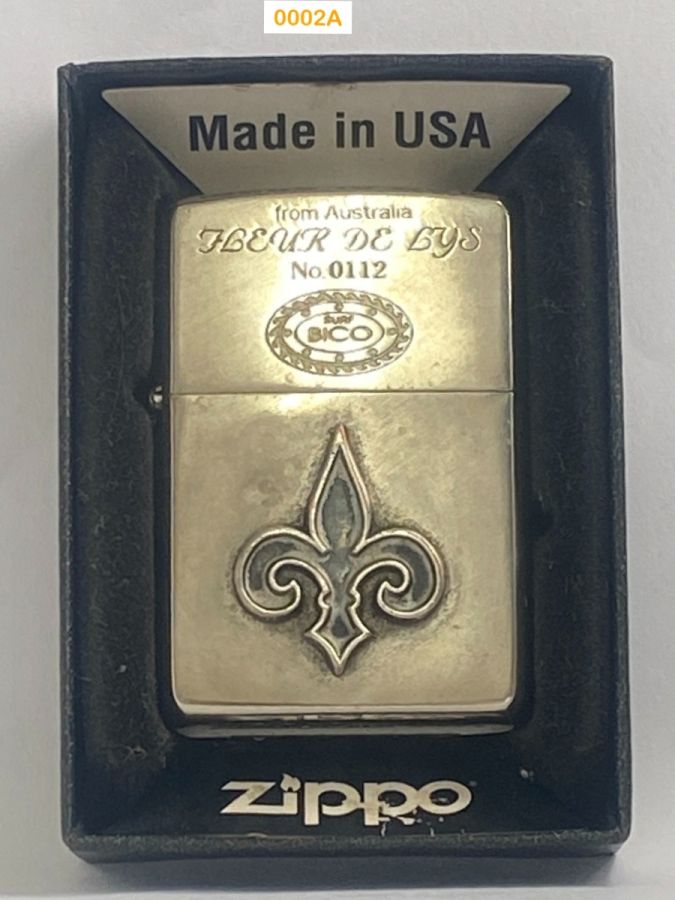 0002A
Made in USA
from Australia
FLEUR DE LYS
No.0112
BICO
zippo